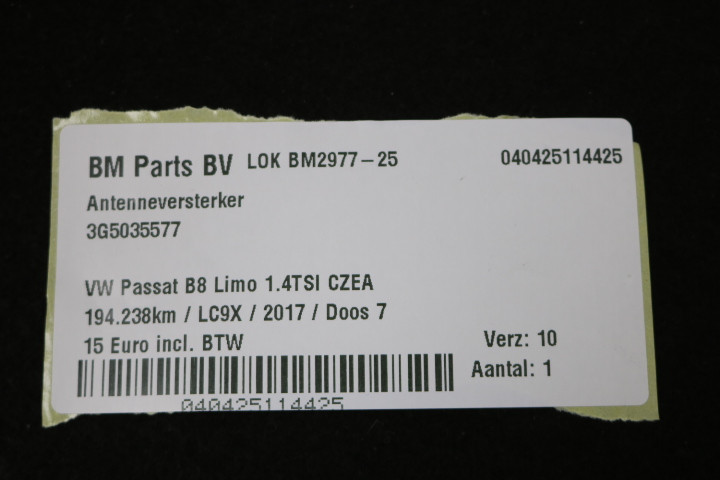 BM Parts BV LOK BM2977-25 040425114425
Antenneversterker
3G5035577
VW Passat B8 Limo 1.4TSI CZEA
194.238km / LC9X / 2017 / Doos 7
15 Euro incl. BTW Verz: 10
Aantal: 1
040425114425